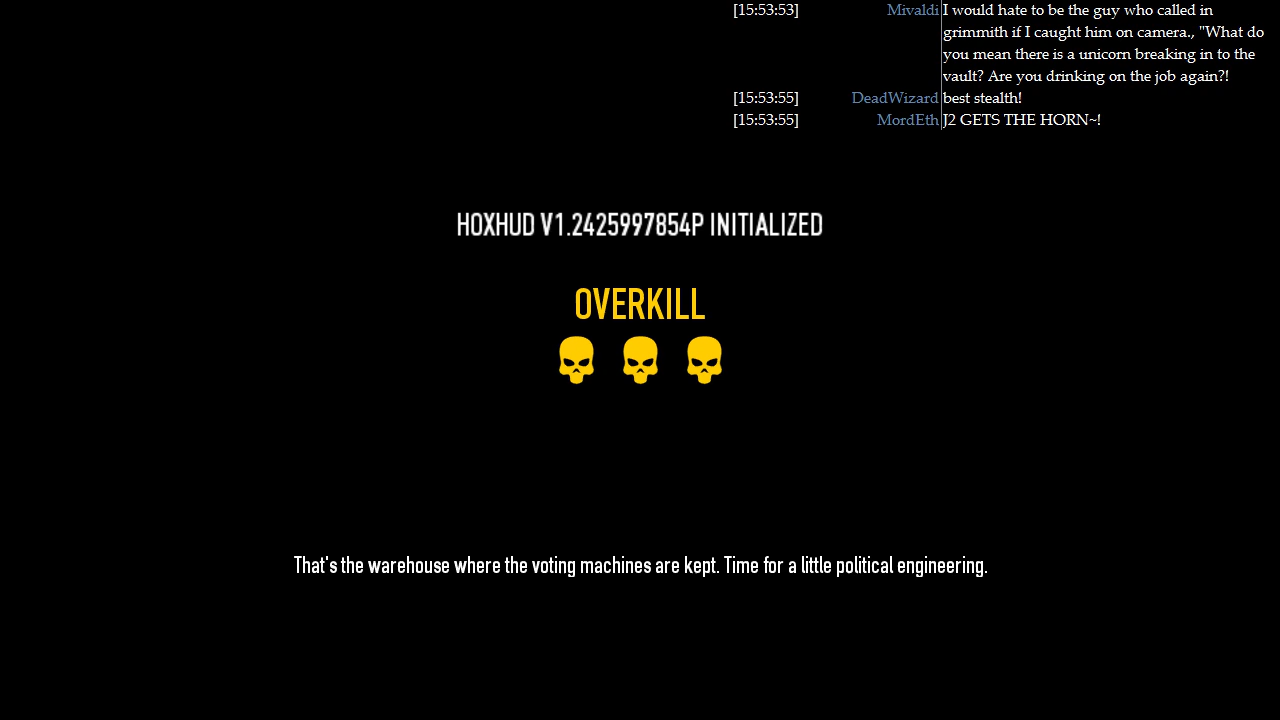 [15:53:53] Mivaldi I would hate to be the guy who called in
grimmith if I caught him on camera., "What do
you mean there is a unicorn breaking in to the
vault? Are you drinking on the job again?!
[15:53:55] DeadWizard best stealth!
[15:53:55] MordEth J2 GETS THE HORN~!
HOXHUD V1.2425997854P INITIALIZED
OVERKILL
That's the warehouse where the voting machines are kept. Time for a little political engineering.